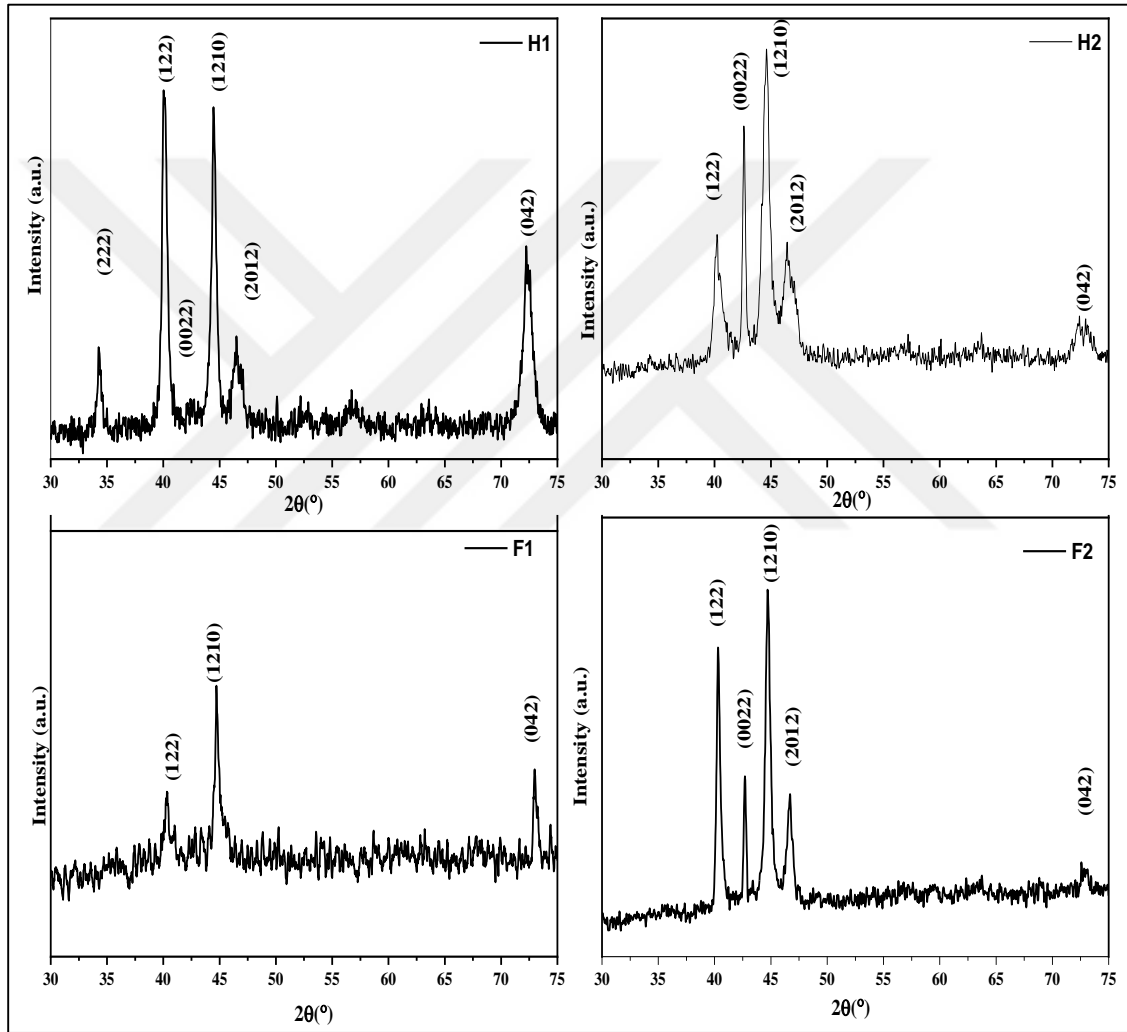 H1
(222)
(122)
(0022)
(1210)
(2012)
(042)
Intensity (a.u.)
30 35 40 45 50 55 60 65 70 75
2θ(º)
H2
(122)
(0022)
(1210)
(2012)
(042)
Intensity (a.u.)
30 35 40 45 50 55 60 65 70 75
2θ(º)
F1
(122)
(1210)
(042)
Intensity (a.u.)
30 35 40 45 50 55 60 65 70 75
2θ(º)
F2
(122)
(0022)
(1210)
(2012)
(042)
Intensity (a.u.)
30 35 40 45 50 55 60 65 70 75
2θ(º)